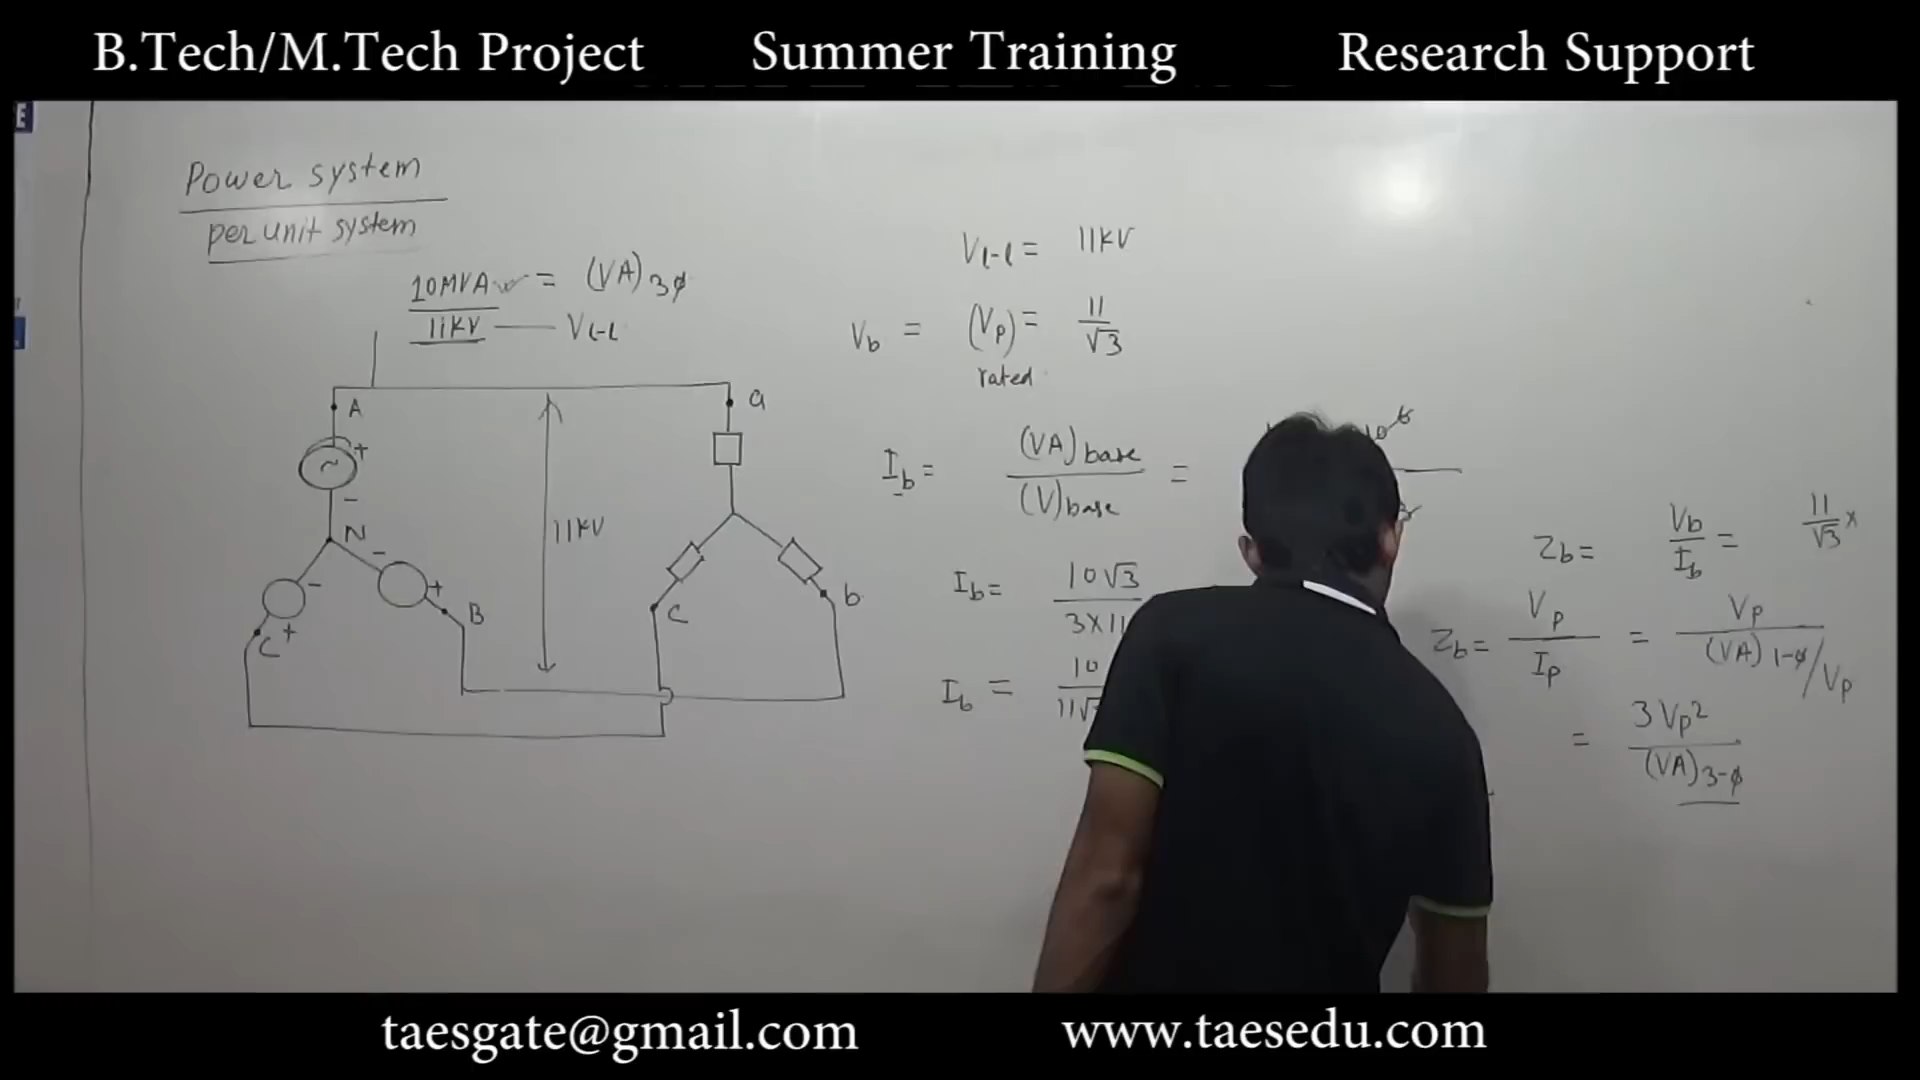 B.Tech/M.Tech Project Summer Training Research Support
E
Power system
per unit system
10MVA = (VA)3φ
11KV — VL-L
A
+
~
-
N
-
+
B
-
+
C
11KV
a
b
C
Vl-l = 11KV
Vb = (Vp) = 11/√3
rated
Ib = (VA)base / (V)base =
Ib = 10√3 / 3×11
Ib = 10 / 11√
Zb = Vb/Ib = 11/√3 ×
Zb = Vp/Ip = Vp / (VA)1-φ/Vp
= 3Vp² / (VA)3-φ
taesgate@gmail.com www.taesedu.com